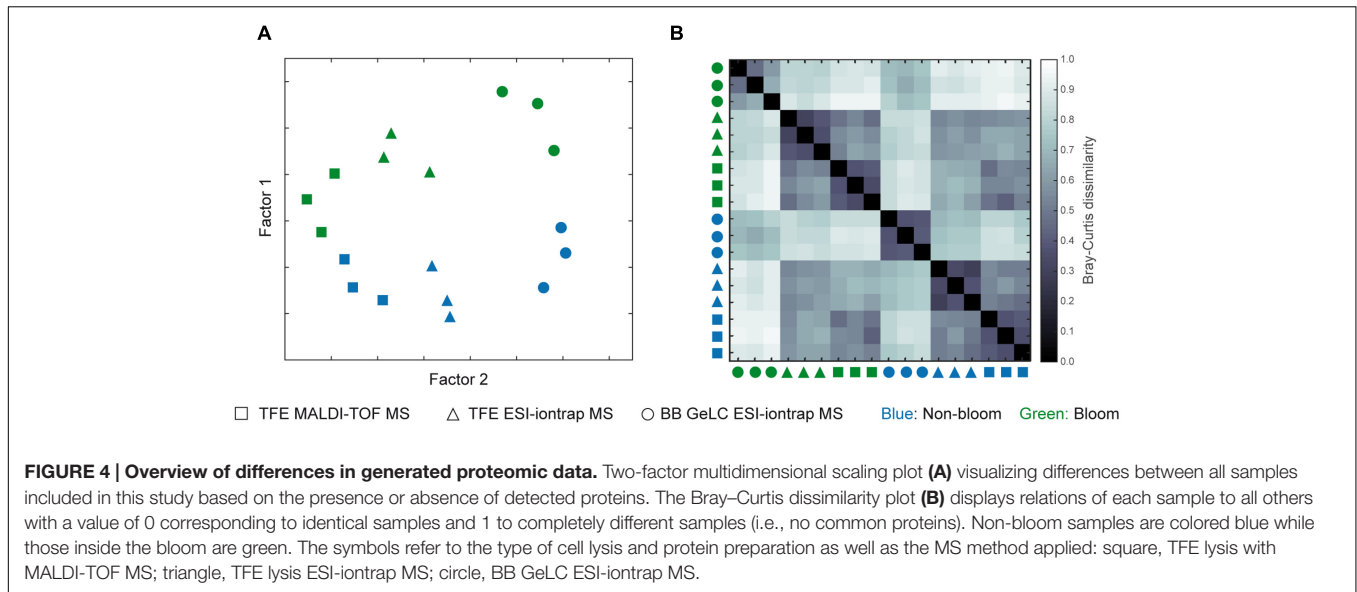 A
B
Factor 1
Factor 2
1.0
0.9
0.8
0.7
0.6
0.5
0.4
0.3
0.2
0.1
0.0
Bray-Curtis dissimilarity
TFE MALDI-TOF MS TFE ESI-iontrap MS BB GeLC ESI-iontrap MS Blue: Non-bloom Green: Bloom
FIGURE 4 | Overview of differences in generated proteomic data. Two-factor multidimensional scaling plot (A) visualizing differences between all samples
included in this study based on the presence or absence of detected proteins. The Bray–Curtis dissimilarity plot (B) displays relations of each sample to all others
with a value of 0 corresponding to identical samples and 1 to completely different samples (i.e., no common proteins). Non-bloom samples are colored blue while
those inside the bloom are green. The symbols refer to the type of cell lysis and protein preparation as well as the MS method applied: square, TFE lysis with
MALDI-TOF MS; triangle, TFE lysis ESI-iontrap MS; circle, BB GeLC ESI-iontrap MS.